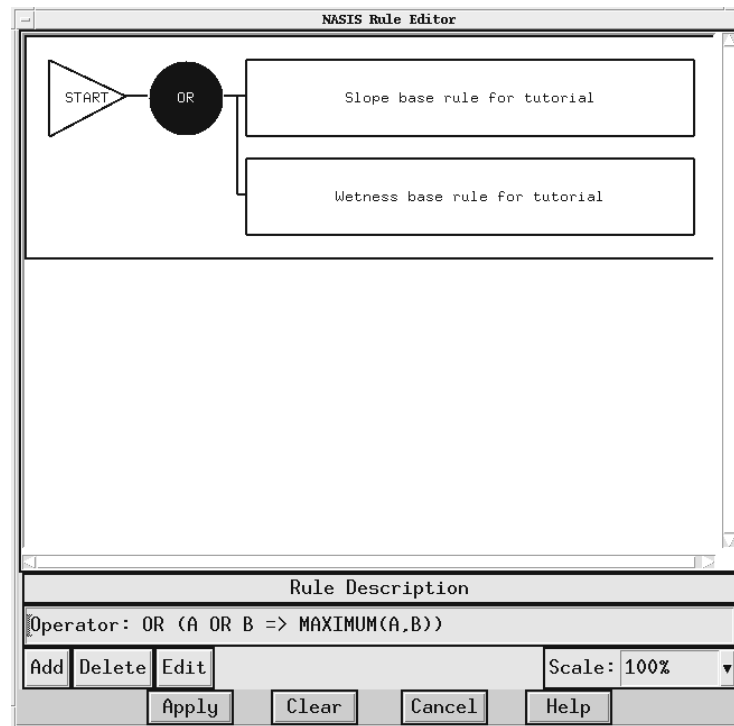 NASIS Rule Editor
START
OR
Slope base rule for tutorial
Wetness base rule for tutorial
Rule Description
Operator: OR (A OR B => MAXIMUM(A,B))
Add Delete Edit Scale: 100%
Apply Clear Cancel Help